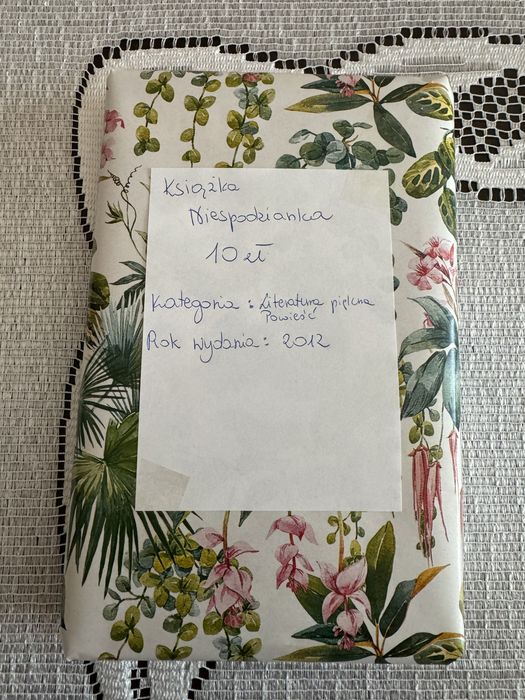 Książka
Niespodzianka
10 zł
Kategoria: Literatura piękna
Powieść
Rok wydania: 2012